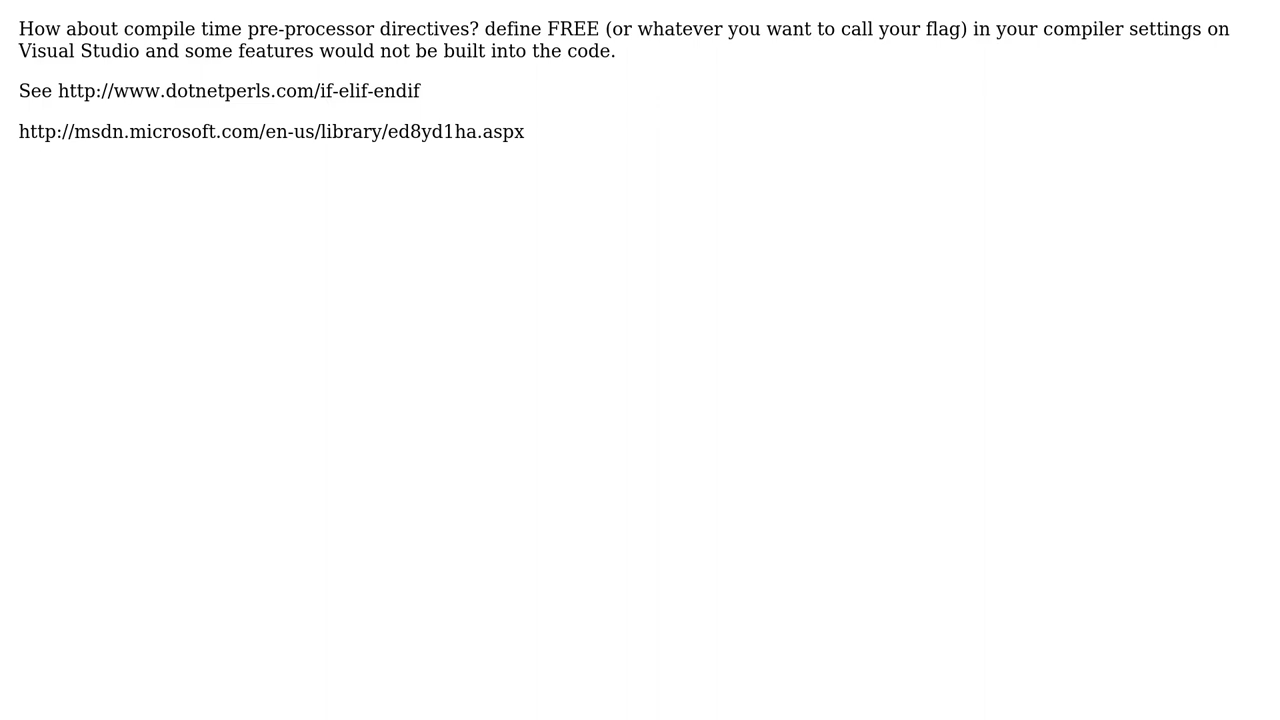 How about compile time pre-processor directives? define FREE (or whatever you want to call your flag) in your compiler settings on
Visual Studio and some features would not be built into the code.
See http://www.dotnetperls.com/if-elif-endif
http://msdn.microsoft.com/en-us/library/ed8yd1ha.aspx